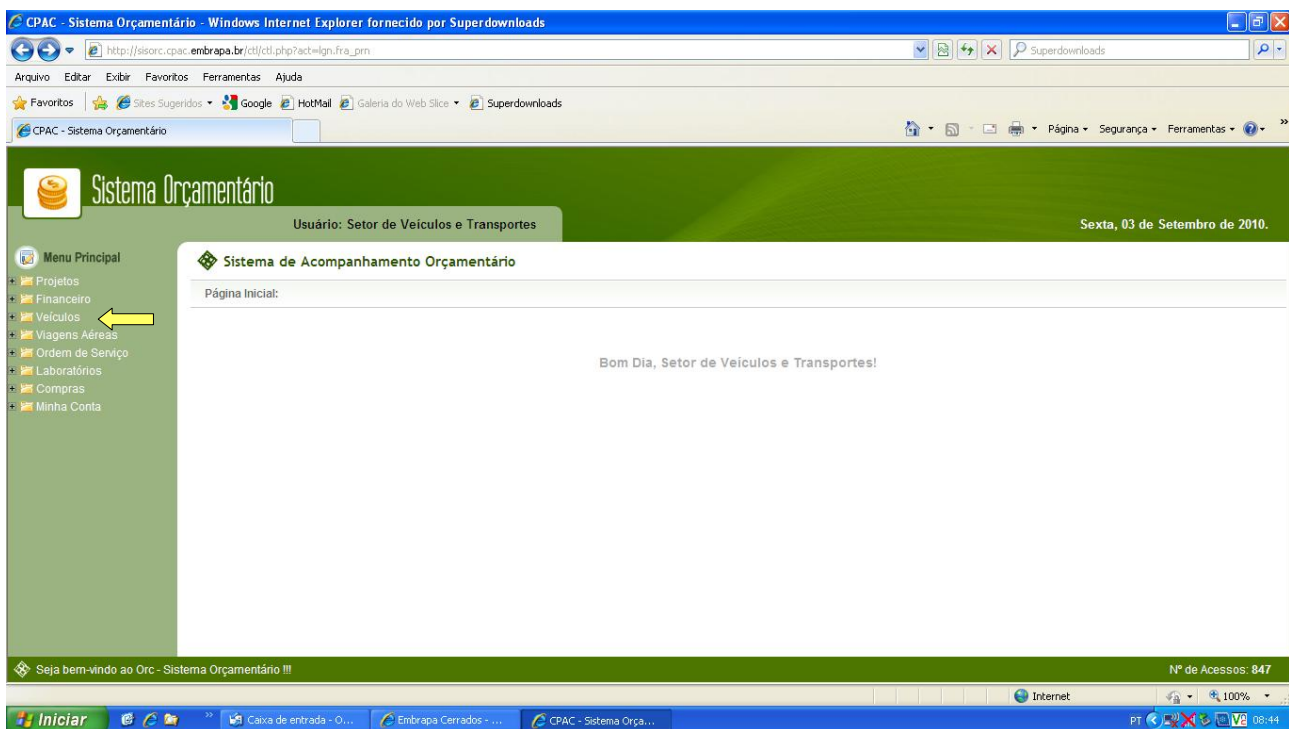 CPAC - Sistema Orçamentário - Windows Internet Explorer fornecido por Superdownloads
http://sisorc.cpac.embrapa.br/ctl/ctl.php?act=lgn.fra_prn
Superdownloads
Arquivo Editar Exibir Favoritos Ferramentas Ajuda
Favoritos Sites Sugeridos Google HotMail Galeria do Web Slice Superdownloads
CPAC - Sistema Orçamentário
Página Segurança Ferramentas
Sistema Orçamentário
Usuário: Setor de Veículos e Transportes
Sexta, 03 de Setembro de 2010.
Menu Principal
Projetos
Financeiro
Veículos
Viagens Aéreas
Ordem de Serviço
Laboratórios
Compras
Minha Conta
Sistema de Acompanhamento Orçamentário
Página Inicial:
Bom Dia, Setor de Veículos e Transportes!
Seja bem-vindo ao Orc - Sistema Orçamentário !!!
Nº de Acessos: 847
Internet
100%
Iniciar
Caixa de entrada - O...
Embrapa Cerrados - ...
CPAC - Sistema Orça...
PT
08:44